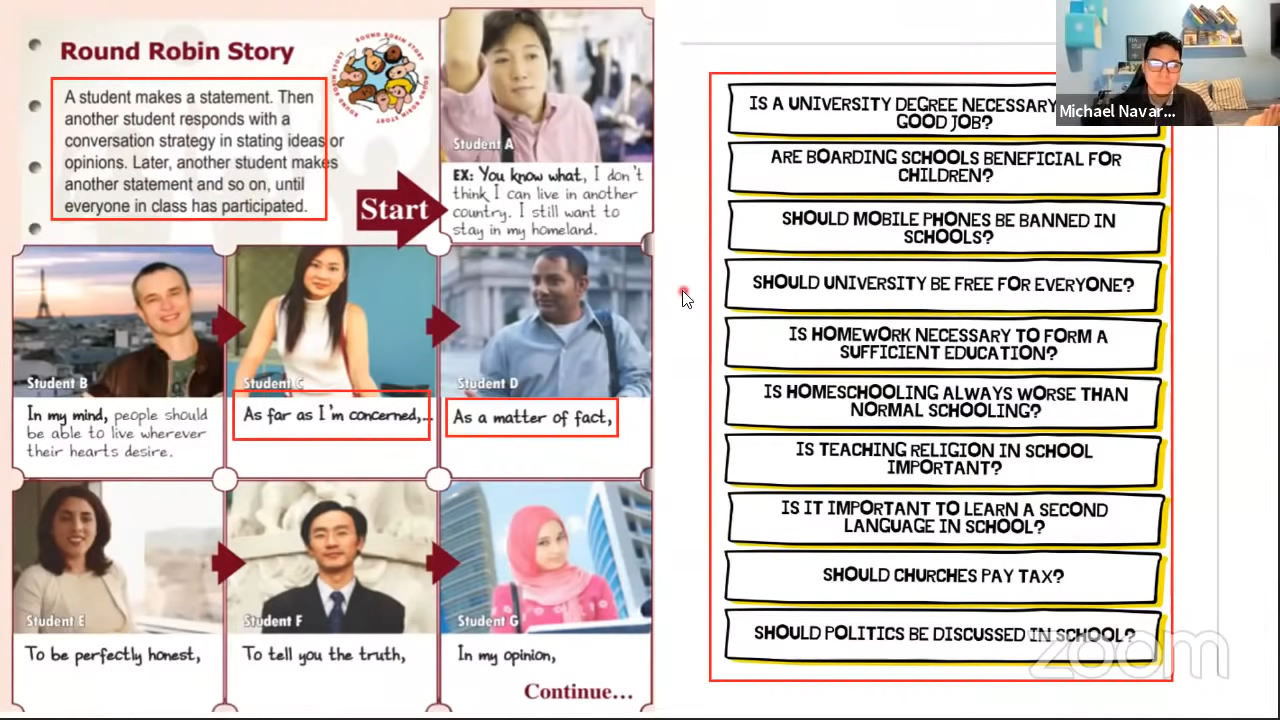 Round Robin Story
ROUND ROBIN STORY
ROUND ROBIN STORY
A student makes a statement. Then
another student responds with a
conversation strategy in stating ideas or
opinions. Later, another student makes
another statement and so on, until
everyone in class has participated.
Start
Student A
EX: You know what, I don't
think I can live in another
country. I still want to
stay in my homeland.
Student B
In my mind, people should
be able to live wherever
their hearts desire.
Student C
As far as I'm concerned,...
Student D
As a matter of fact,
Student E
To be perfectly honest,
Student F
To tell you the truth,
Student G
In my opinion,
Continue...
IS A UNIVERSITY DEGREE NECESSARY
GOOD JOB?
ARE BOARDING SCHOOLS BENEFICIAL FOR
CHILDREN?
SHOULD MOBILE PHONES BE BANNED IN
SCHOOLS?
SHOULD UNIVERSITY BE FREE FOR EVERYONE?
IS HOMEWORK NECESSARY TO FORM A
SUFFICIENT EDUCATION?
IS HOMESCHOOLING ALWAYS WORSE THAN
NORMAL SCHOOLING?
IS TEACHING RELIGION IN SCHOOL
IMPORTANT?
IS IT IMPORTANT TO LEARN A SECOND
LANGUAGE IN SCHOOL?
SHOULD CHURCHES PAY TAX?
SHOULD POLITICS BE DISCUSSED IN SCHOOL?
Michael Navar...
zoom